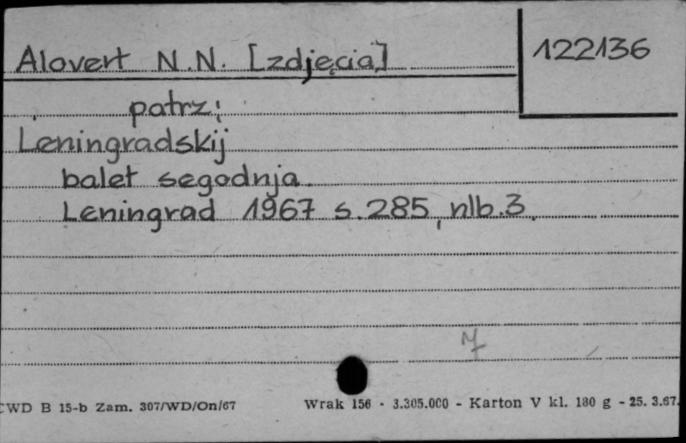 Alovert N.N. [zdjęcia]
122136
patrz:
Leningradskij
balet segodnja.
Leningrad 1967 s.285, nlb.3.
CWD B 15-b Zam. 307/WD/On/67 Wrak 156 - 3.305.000 - Karton V kl. 180 g - 25. 3.67.